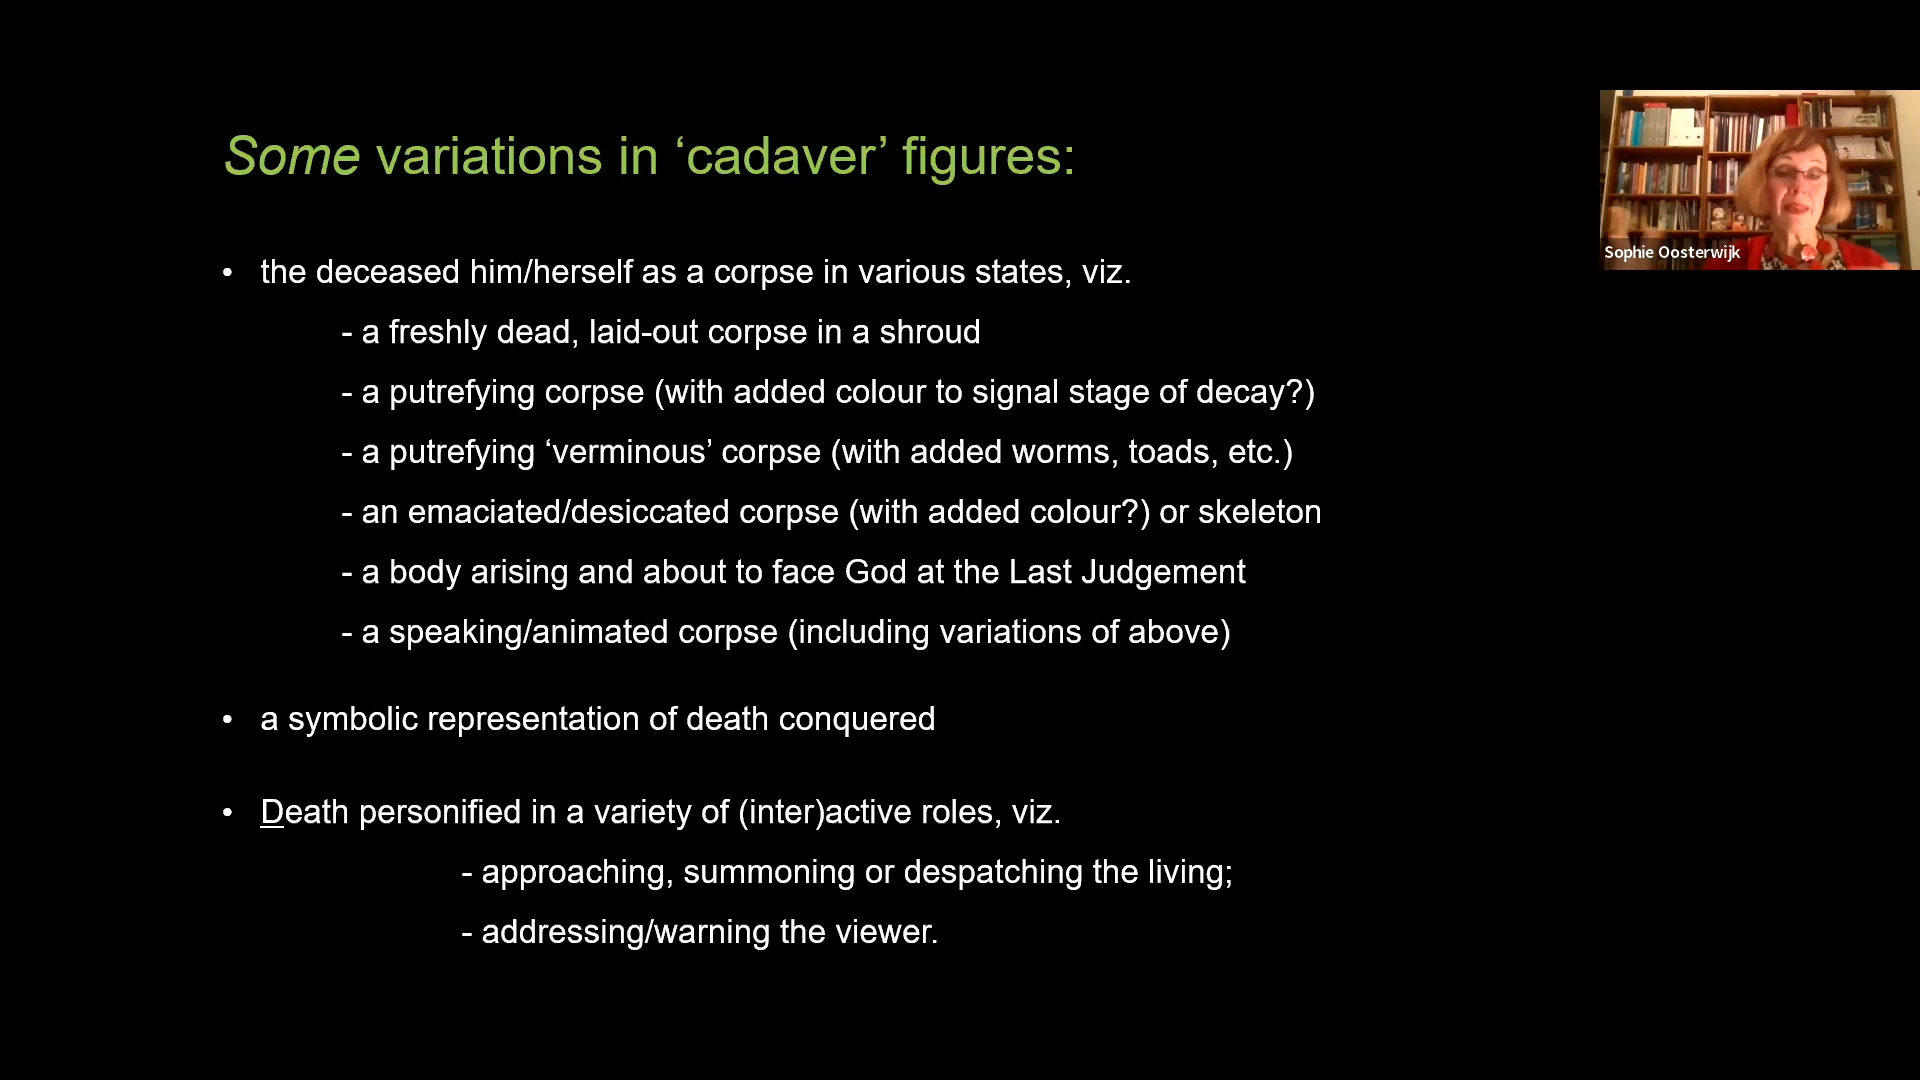 Some variations in ‘cadaver’ figures:
• the deceased him/herself as a corpse in various states, viz.
- a freshly dead, laid-out corpse in a shroud
- a putrefying corpse (with added colour to signal stage of decay?)
- a putrefying ‘verminous’ corpse (with added worms, toads, etc.)
- an emaciated/desiccated corpse (with added colour?) or skeleton
- a body arising and about to face God at the Last Judgement
- a speaking/animated corpse (including variations of above)
• a symbolic representation of death conquered
• Death personified in a variety of (inter)active roles, viz.
- approaching, summoning or despatching the living;
- addressing/warning the viewer.
Sophie Oosterwijk